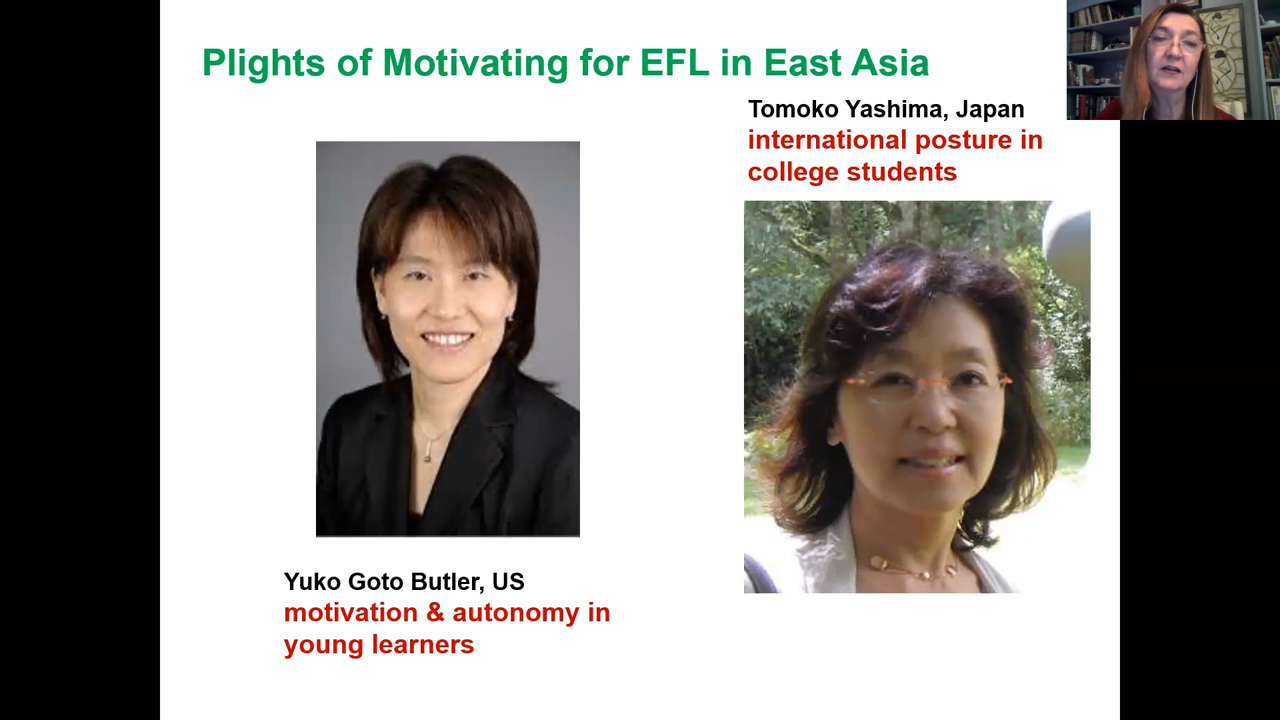 Plights of Motivating for EFL in East Asia
Tomoko Yashima, Japan
international posture in
college students
Yuko Goto Butler, US
motivation & autonomy in
young learners